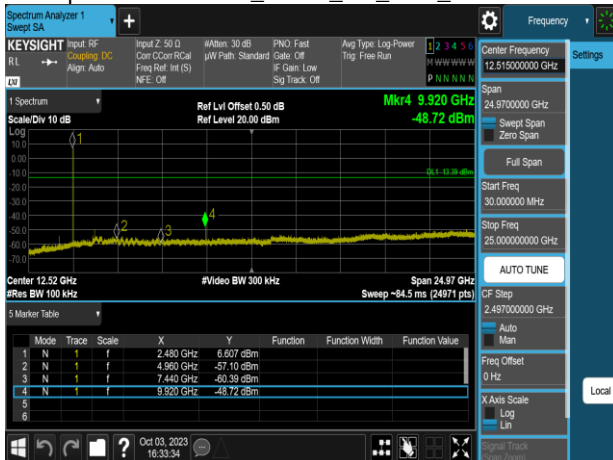 Spectrum Analyzer 1
Swept SA
Frequency
KEYSIGHT
Input: RF
Input Z: 50 Ω
#Atten: 30 dB
PNO: Fast
Avg Type: Log-Power
1 2 3 4 5 6
RL
Coupling: DC
Corr CCorr RCal
µW Path: Standard
Gate: Off
Trig: Free Run
M W W W W W
Align: Auto
Freq Ref: Int (S)
IF Gain: Low
NFE: Off
Sig Track: Off
P N N N N N
LXI
1 Spectrum
Ref Lvl Offset 0.50 dB
Mkr4 9.920 GHz
Scale/Div 10 dB
Ref Level 20.00 dBm
-48.72 dBm
Log
10.0
0.00
-10.0
-20.0
-30.0
-40.0
-50.0
-60.0
-70.0
1
2
3
4
DL1 -13.39 dBm
Center 12.52 GHz
#Video BW 300 kHz
Span 24.97 GHz
#Res BW 100 kHz
Sweep ~84.5 ms (24971 pts)
5 Marker Table
Mode Trace Scale X Y Function Function Width Function Value
1 N 1 f 2.480 GHz 6.607 dBm
2 N 1 f 4.960 GHz -57.10 dBm
3 N 1 f 7.440 GHz -60.39 dBm
4 N 1 f 9.920 GHz -48.72 dBm
5
6
?
Oct 03, 2023
16:33:34
Center Frequency
12.515000000 GHz
Settings
Span
24.9700000 GHz
Swept Span
Zero Span
Full Span
Start Freq
30.000000 MHz
Stop Freq
25.000000000 GHz
AUTO TUNE
CF Step
2.497000000 GHz
Auto
Man
Freq Offset
0 Hz
Local
X Axis Scale
Log
Lin
Signal Track
(Span Zoom)